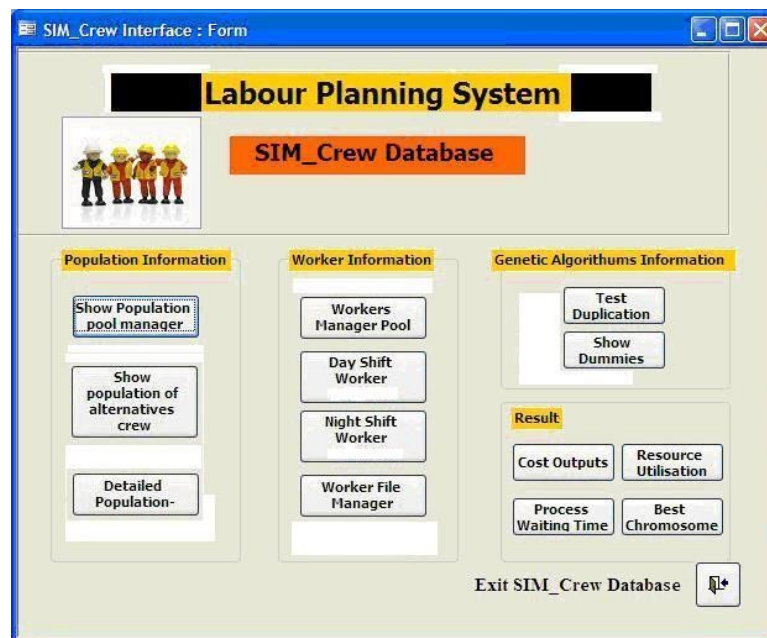 SIM_Crew Interface : Form
Labour Planning System
SIM_Crew Database
Population Information
Show Population
pool manager
Show
population of
alternatives
crew
Detailed
Population-
Worker Information
Workers
Manager Pool
Day Shift
Worker
Night Shift
Worker
Worker File
Manager
Genetic Algorithums Information
Test
Duplication
Show
Dummies
Result
Cost Outputs
Resource
Utilisation
Process
Waiting Time
Best
Chromosome
Exit SIM_Crew Database